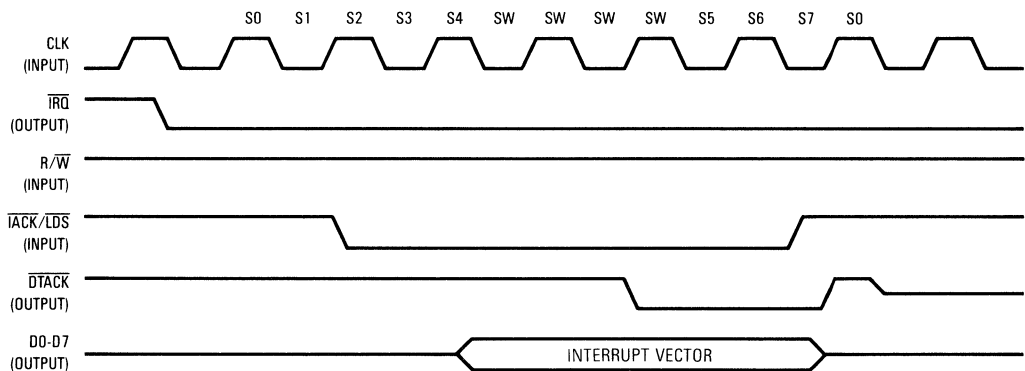 S0 S1 S2 S3 S4 SW SW SW SW S5 S6 S7 S0
CLK
(INPUT)
IRQ
(OUTPUT)
R/W
(INPUT)
IACK/LDS
(INPUT)
DTACK
(OUTPUT)
D0-D7
(OUTPUT)
INTERRUPT VECTOR